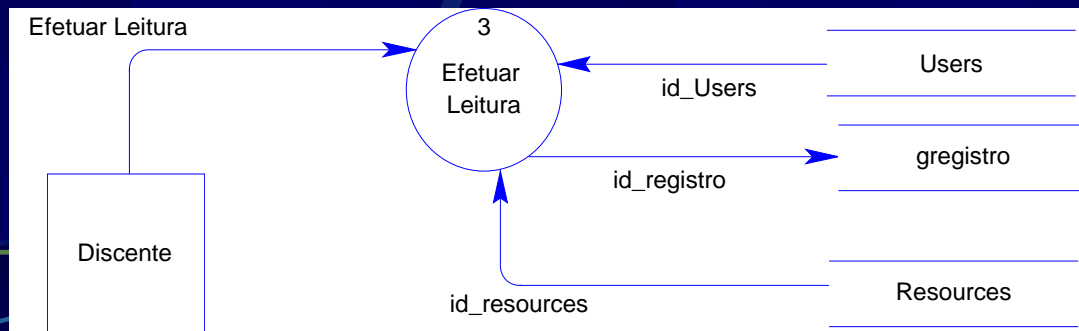 Efetuar Leitura
3
Efetuar
Leitura
Users
id_Users
gregistro
id_registro
Discente
Resources
id_resources